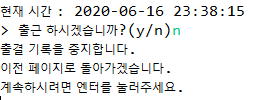 현재 시간 : 2020-06-16 23:38:15
> 출근 하시겠습니까?(y/n)n
출결 기록을 중지합니다.
이전 페이지로 돌아가겠습니다.
계속하시려면 엔터를 눌러주세요.